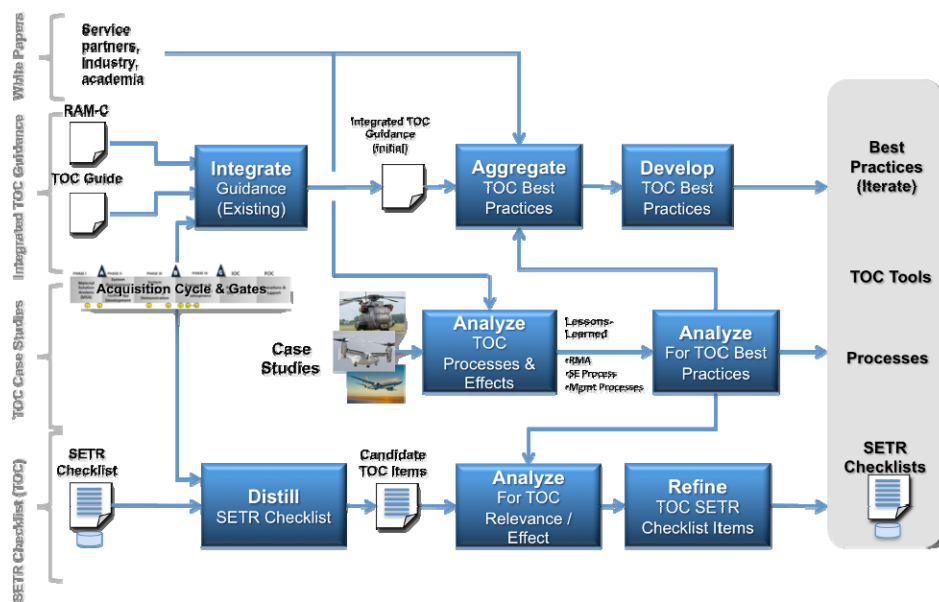 White Papers
Service
partners,
industry,
academia
Integrated TOC Guidance
RAM-C
TOC Guide
Integrate
Guidance
(Existing)
Integrated TOC
Guidance
(initial)
Aggregate
TOC Best
Practices
Develop
TOC Best
Practices
Best
Practices
(Iterate)
TOC Tools
Processes
SETR
Checklists
Acquisition Cycle & Gates
TOC Case Studies
Case
Studies
Analyze
TOC
Processes &
Effects
Lessons-
Learned
•RMA
•SE Process
•Mgmt Processes
Analyze
For TOC Best
Practices
SETR Checklist (TOC)
SETR
Checklist
Distill
SETR Checklist
Candidate
TOC Items
Analyze
For TOC
Relevance /
Effect
Refine
TOC SETR
Checklist Items